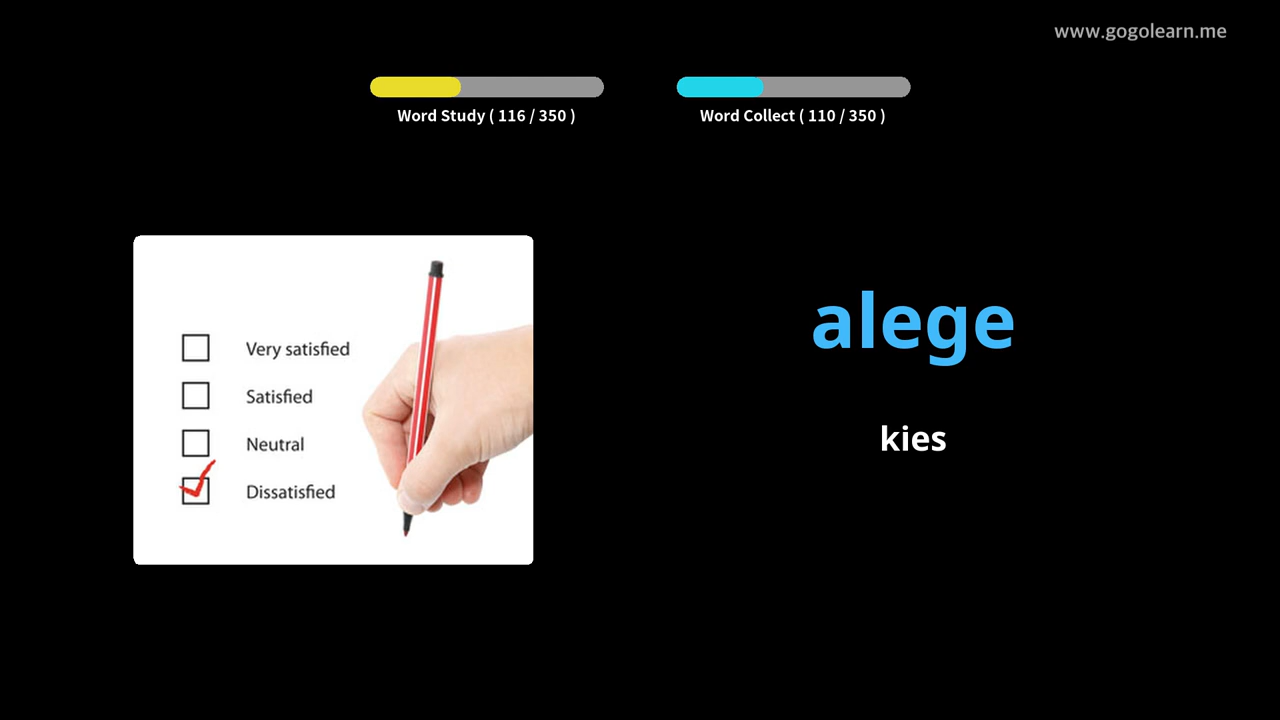 www.gogolearn.me
Word Study ( 116 / 350 )
Word Collect ( 110 / 350 )
Very satisfied
Satisfied
Neutral
Dissatisfied
alege
kies